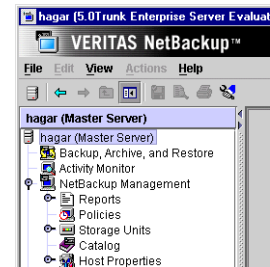 hagar (5.0Trunk Enterprise Server Evaluat
VERITAS NetBackup™
File Edit View Actions Help
hagar (Master Server)
hagar (Master Server)
Backup, Archive, and Restore
Activity Monitor
NetBackup Management
Reports
Policies
Storage Units
Catalog
Host Properties